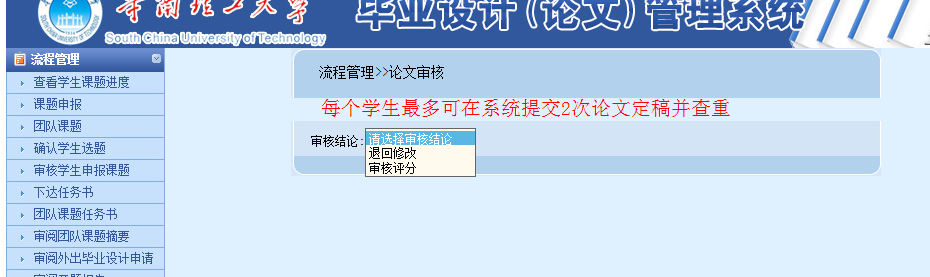 华南理工大学
South China University of Technology
毕业设计(论文)管理系统
流程管理
查看学生课题进度
课题申报
团队课题
确认学生选题
审核学生申报课题
下达任务书
团队课题任务书
审阅团队课题摘要
审阅外出毕业设计申请
流程管理>>论文审核
每个学生最多可在系统提交2次论文定稿并查重
审核结论:
请选择审核结论
退回修改
审核评分